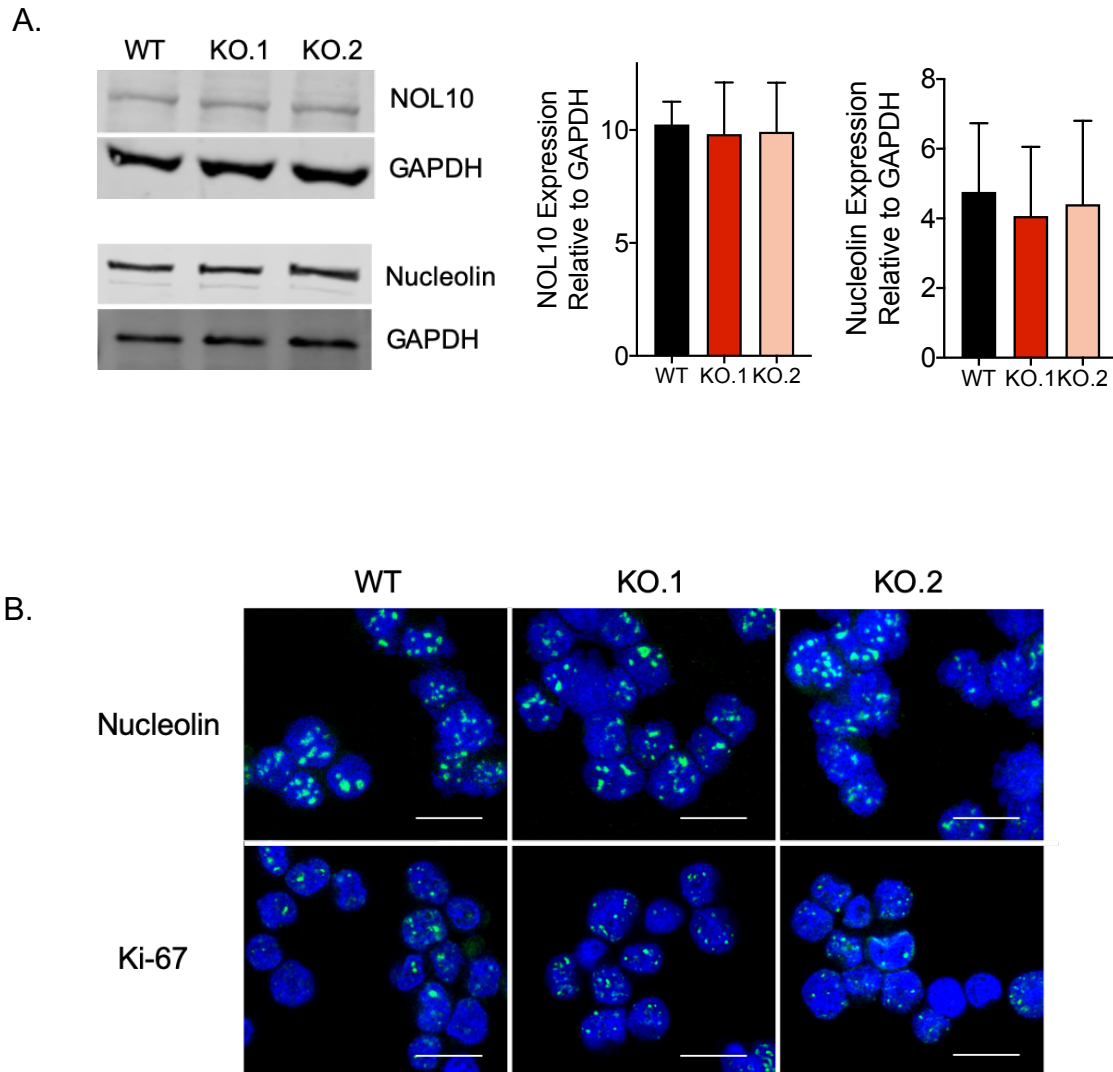 A.
WT KO.1 KO.2
NOL10
GAPDH
Nucleolin
GAPDH
NOL10 Expression
Relative to GAPDH
10
5
0
WT KO.1 KO.2
Nucleolin Expression
Relative to GAPDH
8
6
4
2
0
WT KO.1 KO.2
B.
WT KO.1 KO.2
Nucleolin
Ki-67